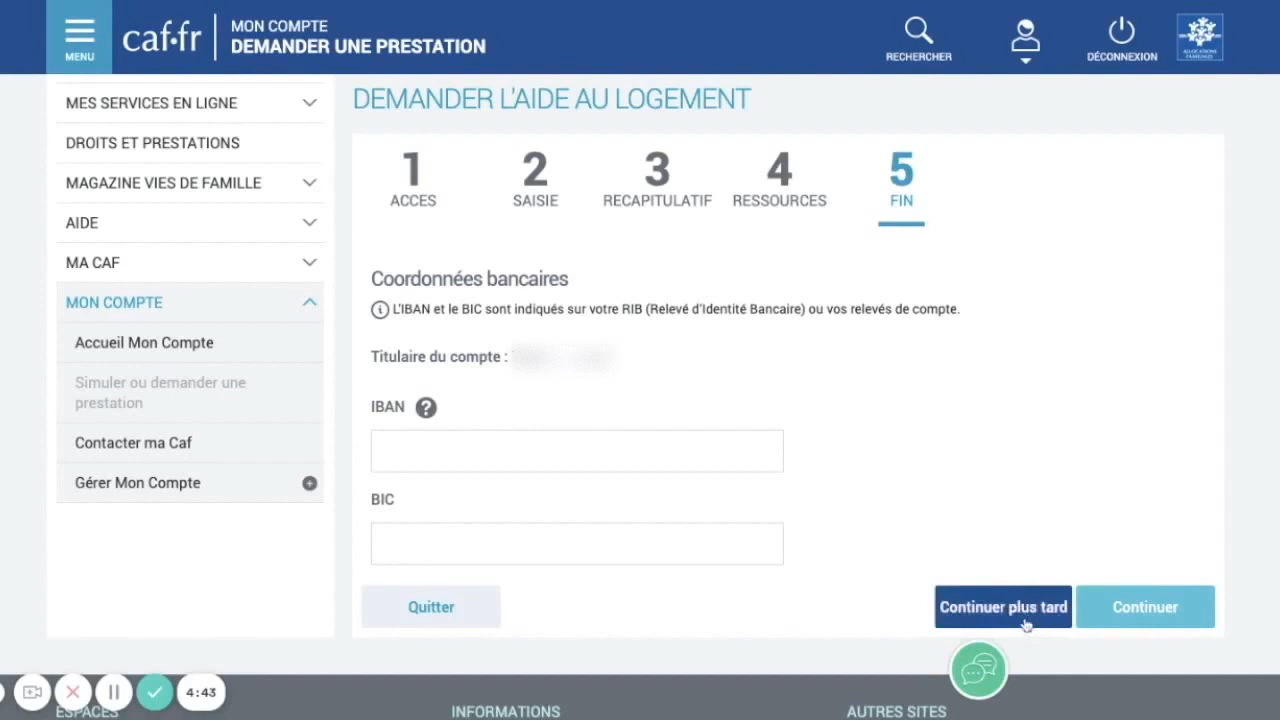 MENU
caf.fr
MON COMPTE
DEMANDER UNE PRESTATION
RECHERCHER
DÉCONNEXION
ALLOCATIONS
FAMILIALES
MES SERVICES EN LIGNE
DROITS ET PRESTATIONS
MAGAZINE VIES DE FAMILLE
AIDE
MA CAF
MON COMPTE
Accueil Mon Compte
Simuler ou demander une
prestation
Contacter ma Caf
Gérer Mon Compte
DEMANDER L'AIDE AU LOGEMENT
1 2 3 4 5
ACCES SAISIE RECAPITULATIF RESSOURCES FIN
Coordonnées bancaires
L'IBAN et le BIC sont indiqués sur votre RIB (Relevé d'Identité Bancaire) ou vos relevés de compte.
Titulaire du compte :
IBAN ?
BIC
Quitter
Continuer plus tard
Continuer
4:43
ESPACES
INFORMATIONS
AUTRES SITES